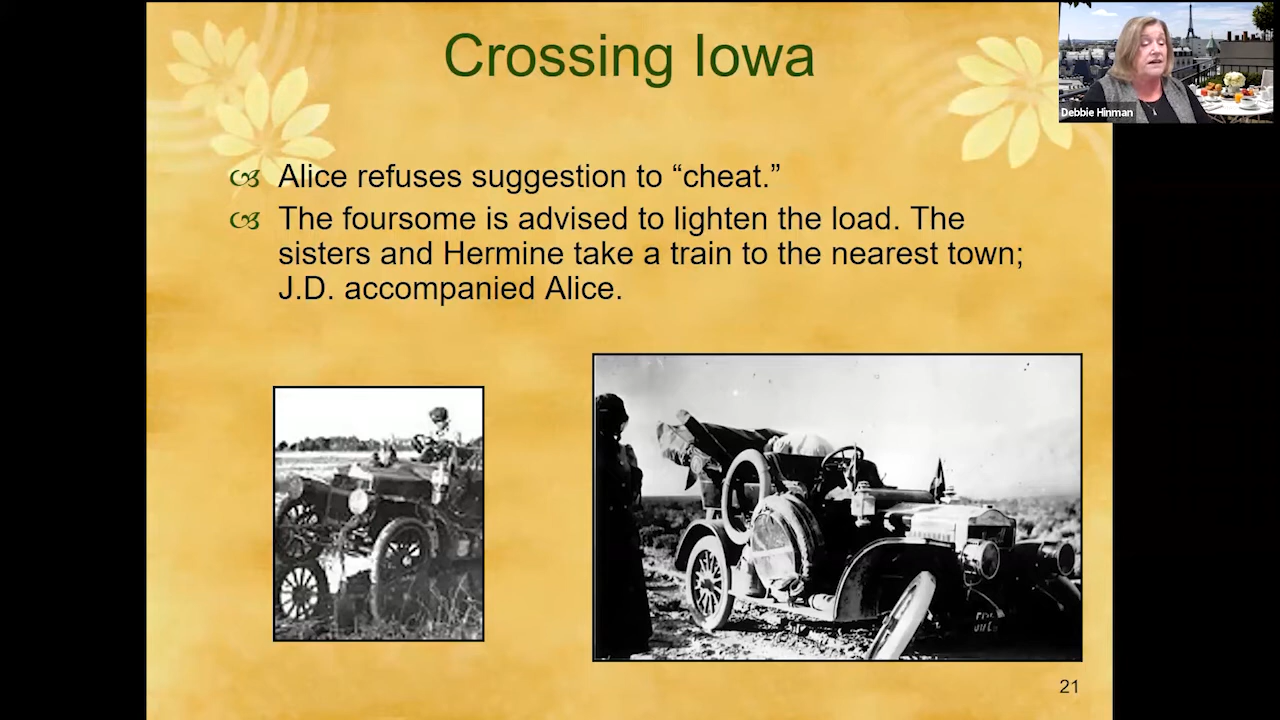 Crossing Iowa
Debbie Hinman
Alice refuses suggestion to “cheat.”
The foursome is advised to lighten the load. The
sisters and Hermine take a train to the nearest town;
J.D. accompanied Alice.
21